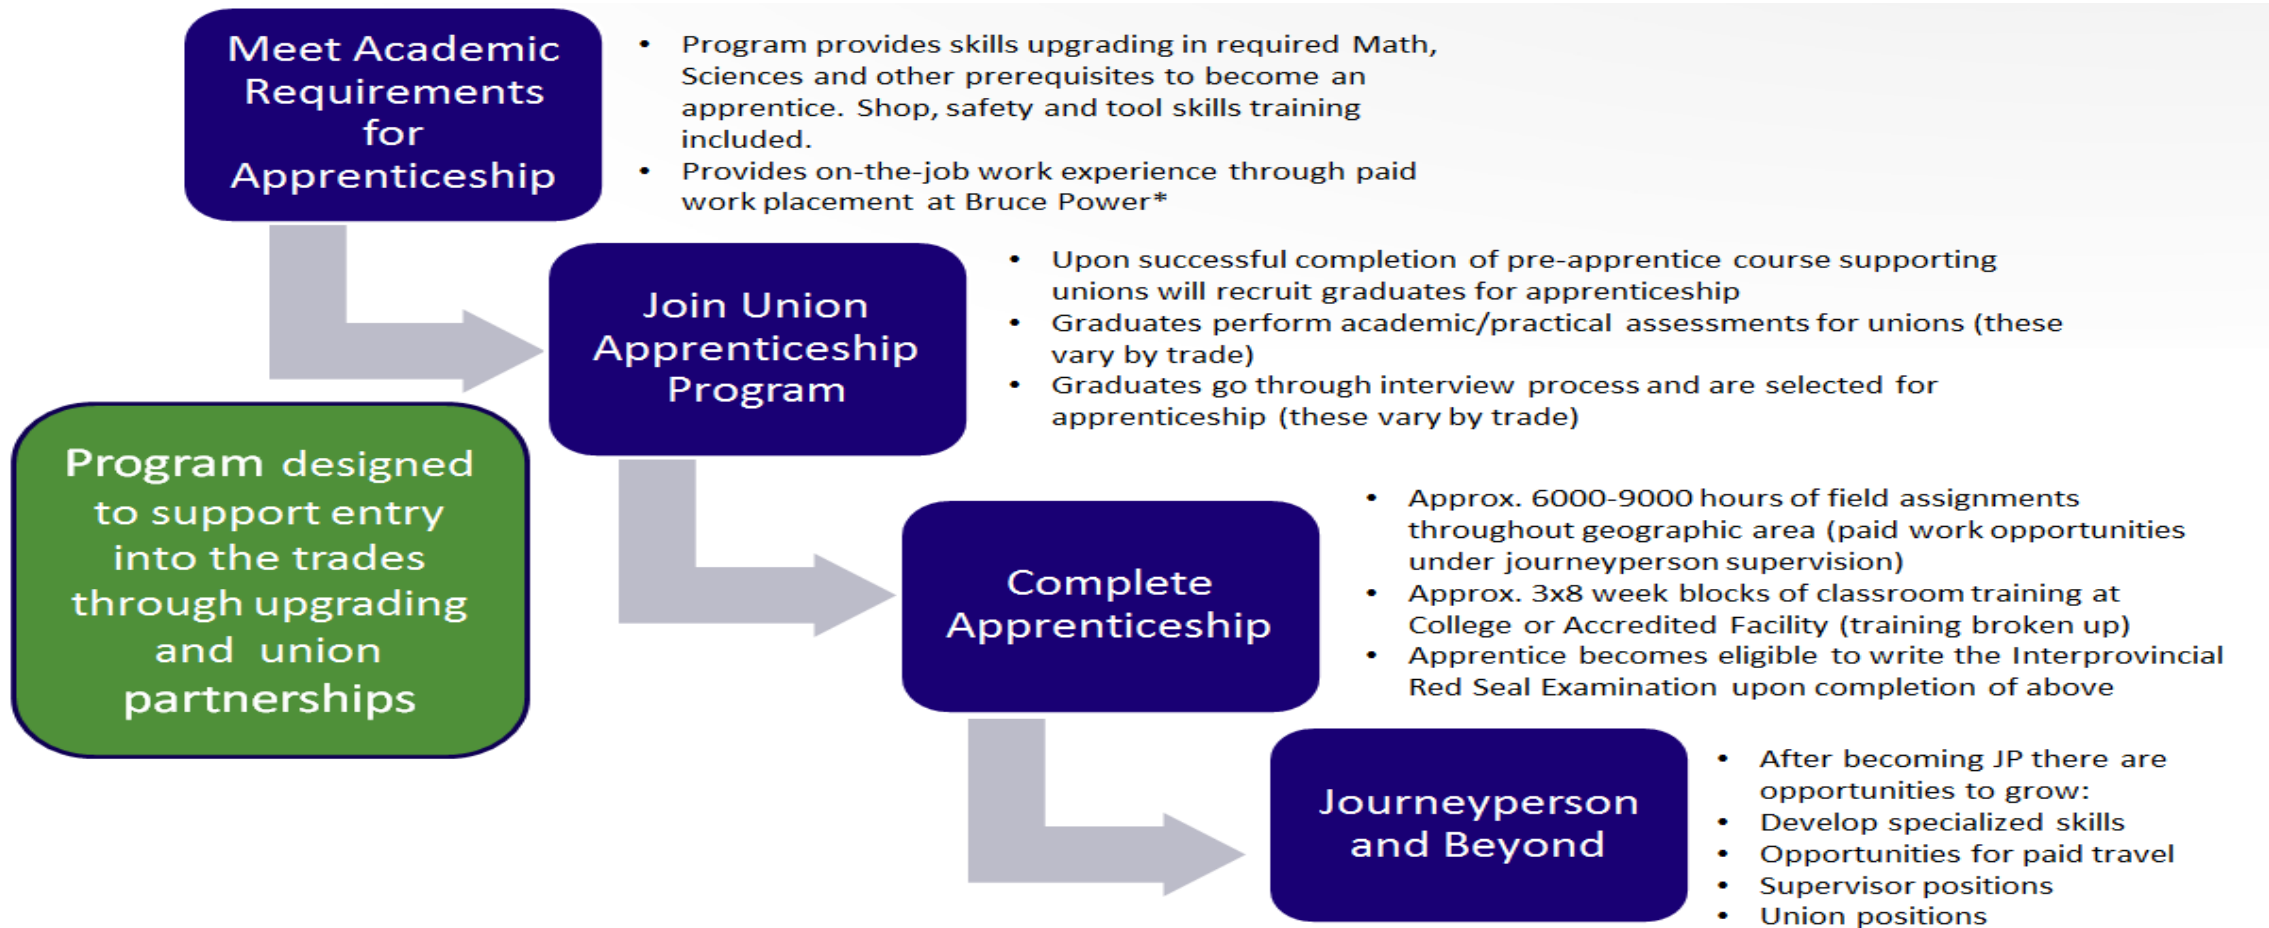 Meet Academic
Requirements
for
Apprenticeship
• Program provides skills upgrading in required Math,
Sciences and other prerequisites to become an
apprentice. Shop, safety and tool skills training
included.
• Provides on-the-job work experience through paid
work placement at Bruce Power*
Join Union
Apprenticeship
Program
• Upon successful completion of pre-apprentice course supporting
unions will recruit graduates for apprenticeship
• Graduates perform academic/practical assessments for unions (these
vary by trade)
• Graduates go through interview process and are selected for
apprenticeship (these vary by trade)
Program designed
to support entry
into the trades
through upgrading
and union
partnerships
Complete
Apprenticeship
• Approx. 6000-9000 hours of field assignments
throughout geographic area (paid work opportunities
under journeyperson supervision)
• Approx. 3x8 week blocks of classroom training at
College or Accredited Facility (training broken up)
• Apprentice becomes eligible to write the Interprovincial
Red Seal Examination upon completion of above
Journeyperson
and Beyond
• After becoming JP there are
opportunities to grow:
• Develop specialized skills
• Opportunities for paid travel
• Supervisor positions
• Union positions